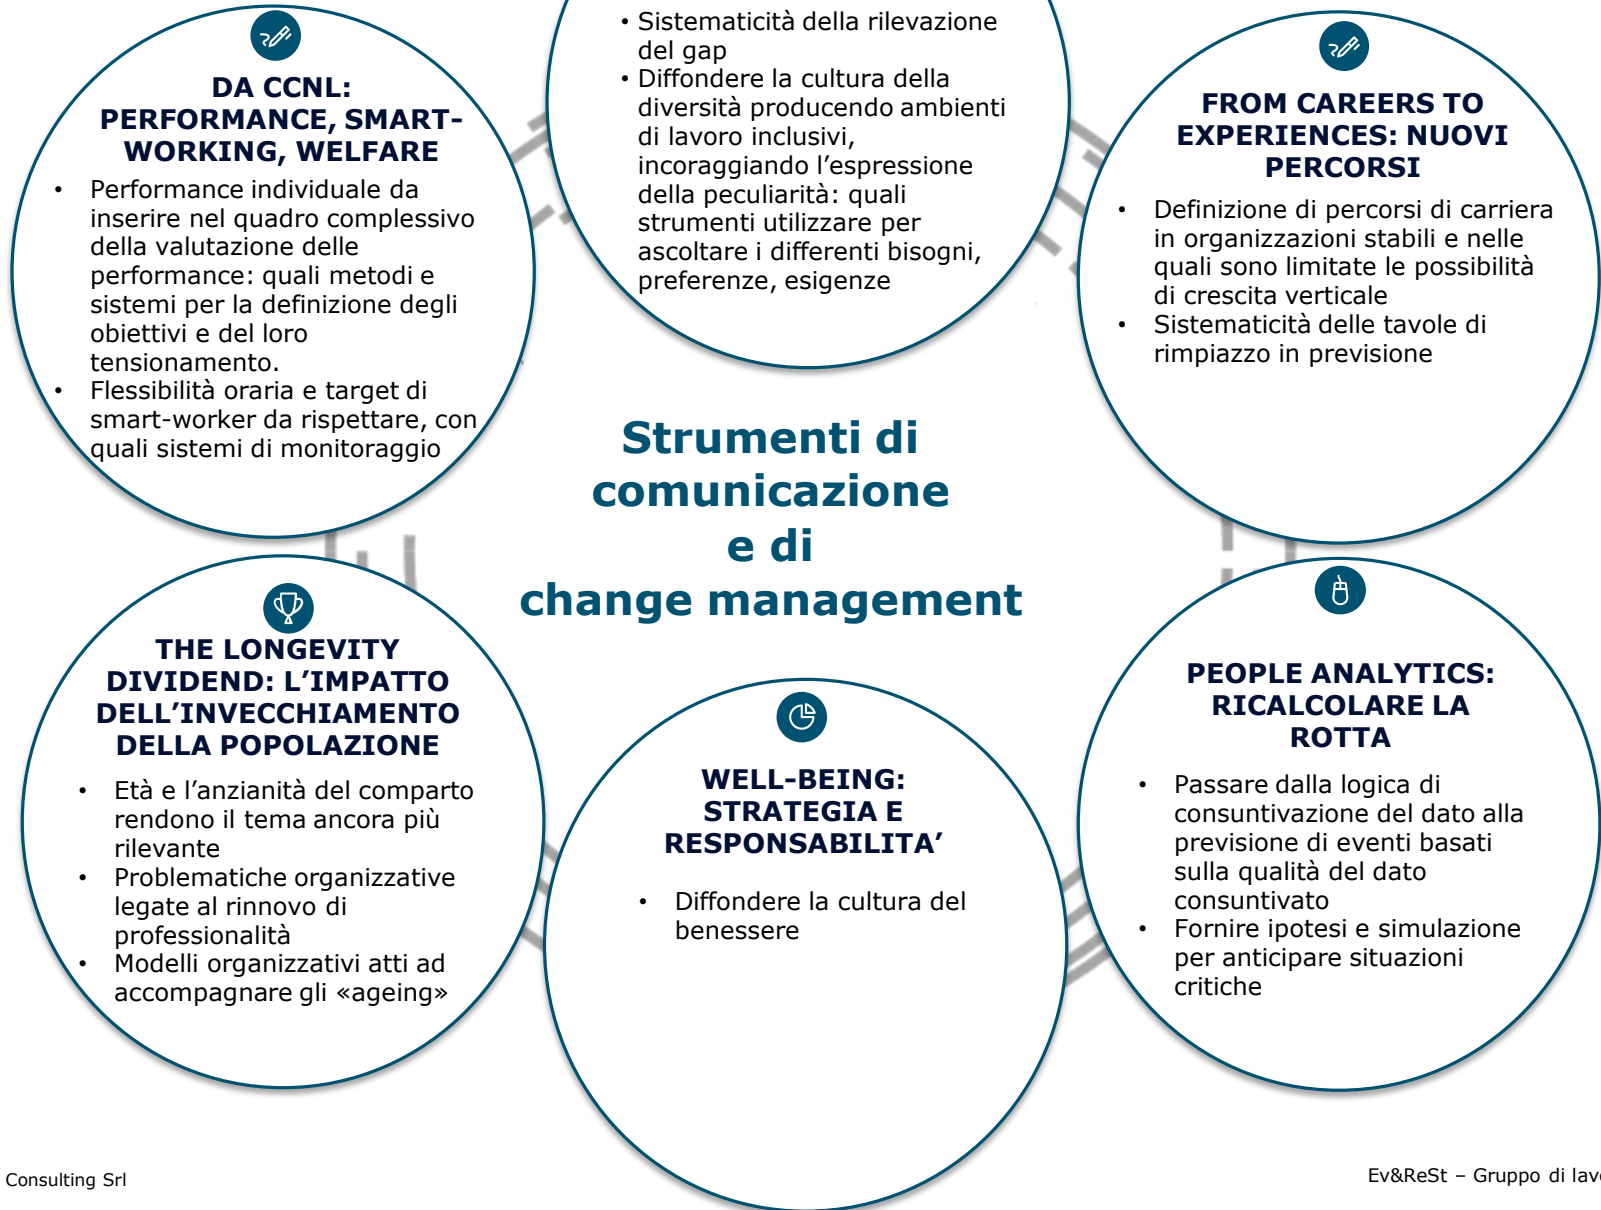 DA CCNL:
PERFORMANCE, SMART-
WORKING, WELFARE
• Performance individuale da
inserire nel quadro complessivo
della valutazione delle
performance: quali metodi e
sistemi per la definizione degli
obiettivi e del loro
tensionamento.
• Flessibilità oraria e target di
smart-worker da rispettare, con
quali sistemi di monitoraggio
• Sistematicità della rilevazione
del gap
• Diffondere la cultura della
diversità producendo ambienti
di lavoro inclusivi,
incoraggiando l’espressione
della peculiarità: quali
strumenti utilizzare per
ascoltare i differenti bisogni,
preferenze, esigenze
FROM CAREERS TO
EXPERIENCES: NUOVI
PERCORSI
• Definizione di percorsi di carriera
in organizzazioni stabili e nelle
quali sono limitate le possibilità
di crescita verticale
• Sistematicità delle tavole di
rimpiazzo in previsione
Strumenti di
comunicazione
e di
change management
THE LONGEVITY
DIVIDEND: L’IMPATTO
DELL’INVECCHIAMENTO
DELLA POPOLAZIONE
• Età e l’anzianità del comparto
rendono il tema ancora più
rilevante
• Problematiche organizzative
legate al rinnovo di
professionalità
• Modelli organizzativi atti ad
accompagnare gli «ageing»
WELL-BEING:
STRATEGIA E
RESPONSABILITA’
• Diffondere la cultura del
benessere
PEOPLE ANALYTICS:
RICALCOLARE LA
ROTTA
• Passare dalla logica di
consuntivazione del dato alla
previsione di eventi basati
sulla qualità del dato
consuntivato
• Fornire ipotesi e simulazione
per anticipare situazioni
critiche
Consulting Srl
Ev&ReSt – Gruppo di lav